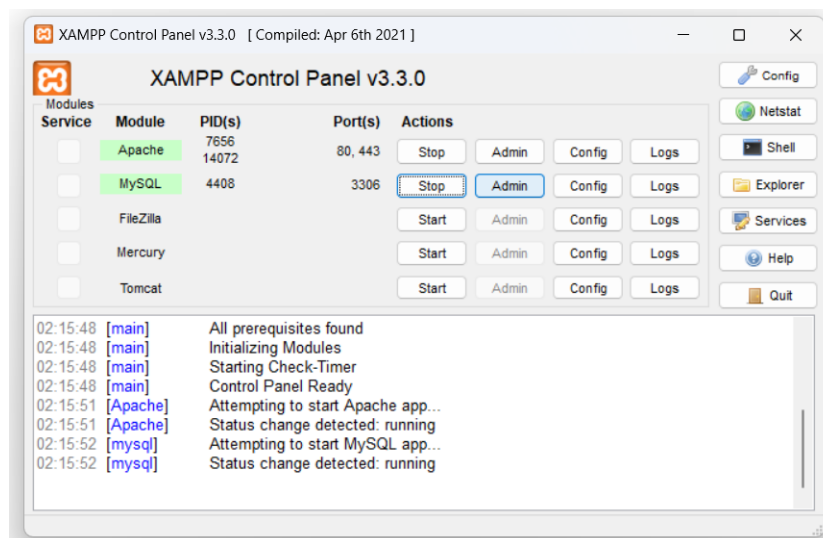 XAMPP Control Panel v3.3.0 [ Compiled: Apr 6th 2021 ]
XAMPP Control Panel v3.3.0
Config
Modules
Service Module PID(s) Port(s) Actions
Netstat
Apache 7656 14072 80, 443 Stop Admin Config Logs
Shell
MySQL 4408 3306 Stop Admin Config Logs
Explorer
FileZilla Start Admin Config Logs
Services
Mercury Start Admin Config Logs
Help
Tomcat Start Admin Config Logs
Quit
02:15:48 [main] All prerequisites found
02:15:48 [main] Initializing Modules
02:15:48 [main] Starting Check-Timer
02:15:48 [main] Control Panel Ready
02:15:51 [Apache] Attempting to start Apache app...
02:15:51 [Apache] Status change detected: running
02:15:52 [mysql] Attempting to start MySQL app...
02:15:52 [mysql] Status change detected: running